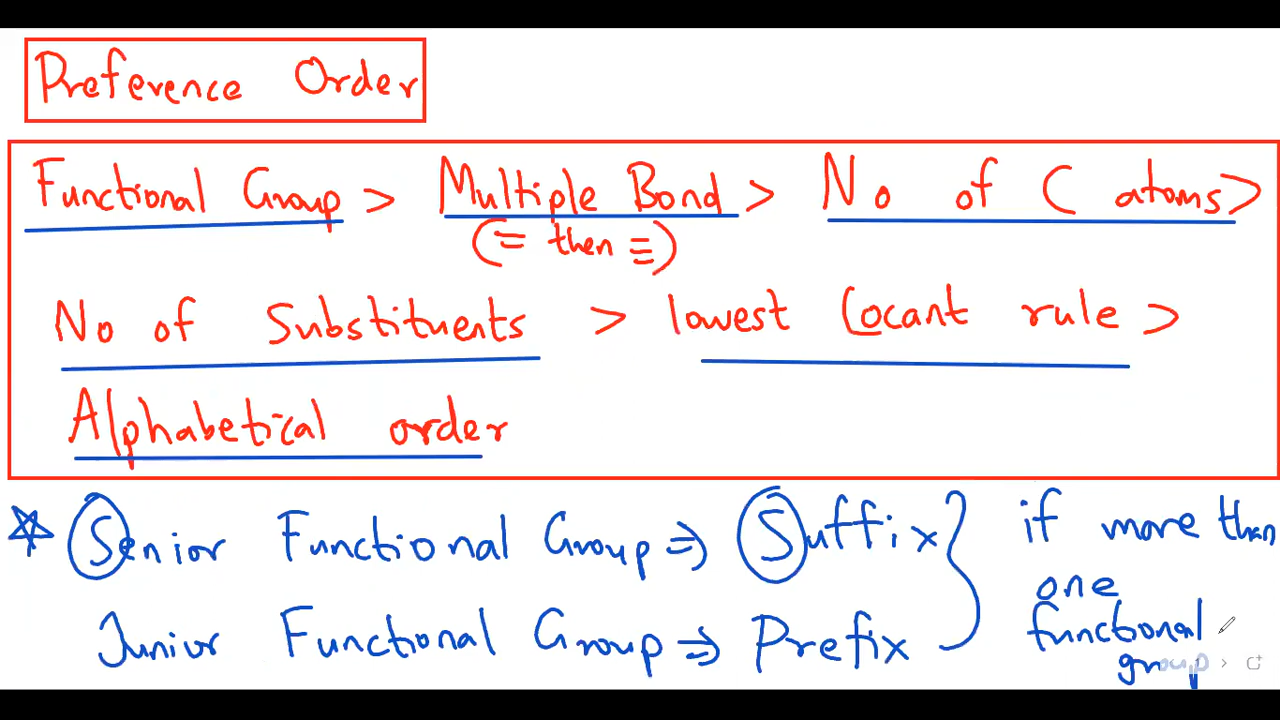 Preference Order
Functional Group > Multiple Bond > No of C atoms >
(= then ≡)
No of Substituents > lowest Locant rule >
Alphabetical order
☆ Senior Functional Group ⇒ Suffix } if more than
one
Junior Functional Group ⇒ Prefix functional
group